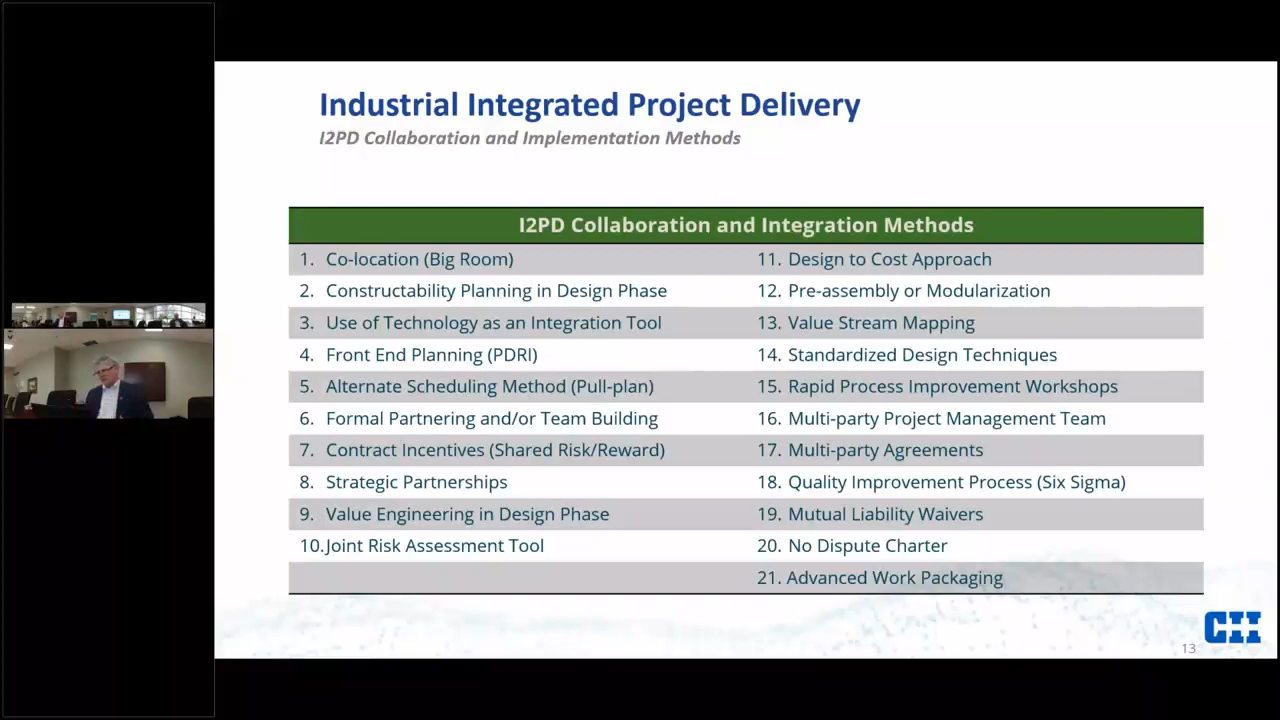 Industrial Integrated Project Delivery
I2PD Collaboration and Implementation Methods
I2PD Collaboration and Integration Methods
1. Co-location (Big Room)
2. Constructability Planning in Design Phase
3. Use of Technology as an Integration Tool
4. Front End Planning (PDRI)
5. Alternate Scheduling Method (Pull-plan)
6. Formal Partnering and/or Team Building
7. Contract Incentives (Shared Risk/Reward)
8. Strategic Partnerships
9. Value Engineering in Design Phase
10.Joint Risk Assessment Tool
11. Design to Cost Approach
12. Pre-assembly or Modularization
13. Value Stream Mapping
14. Standardized Design Techniques
15. Rapid Process Improvement Workshops
16. Multi-party Project Management Team
17. Multi-party Agreements
18. Quality Improvement Process (Six Sigma)
19. Mutual Liability Waivers
20. No Dispute Charter
21. Advanced Work Packaging
CII
13